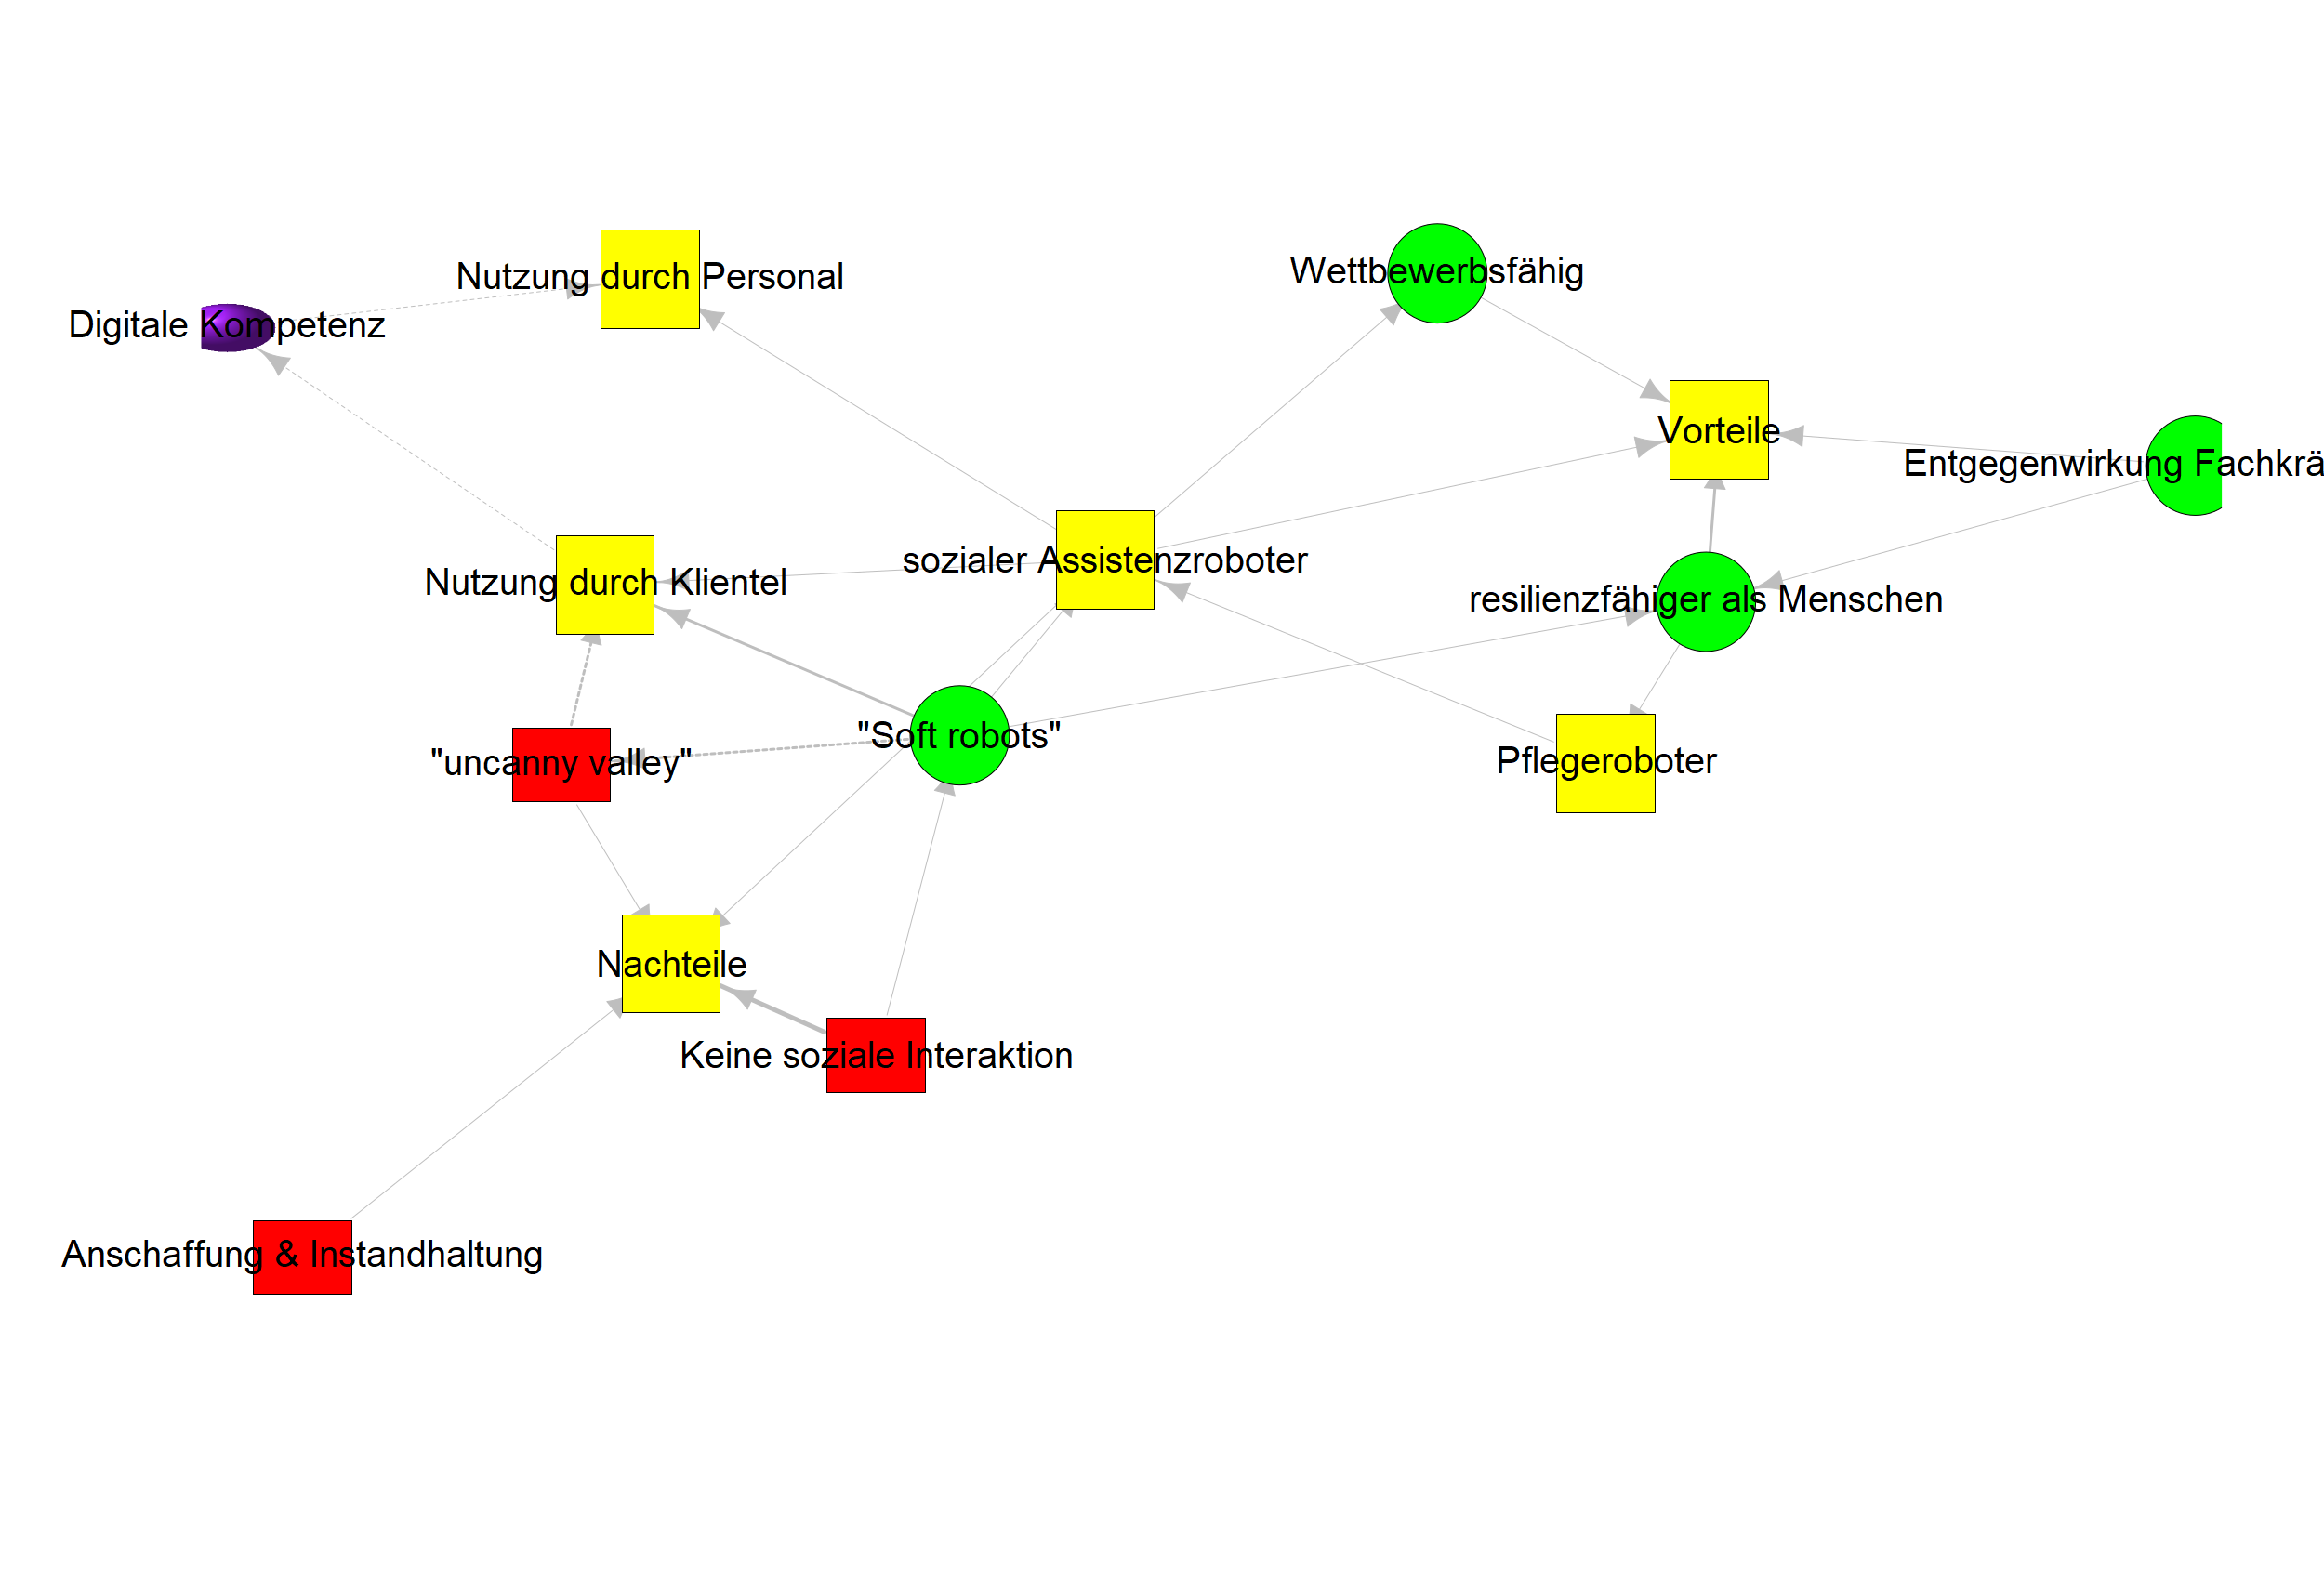 Wettbewerbsfähig
Nutzung durch Personal
Digitale Kompetenz
Vorteile
Entgegenwirkung
sozialer Assistenzroboter
Nutzung durch Klientel
resilienzfähiger als Menschen
"Soft robots"
"uncanny valley"
Pflegeroboter
Nachteile
Keine soziale Interaktion
Anschaffung & Instandhaltung